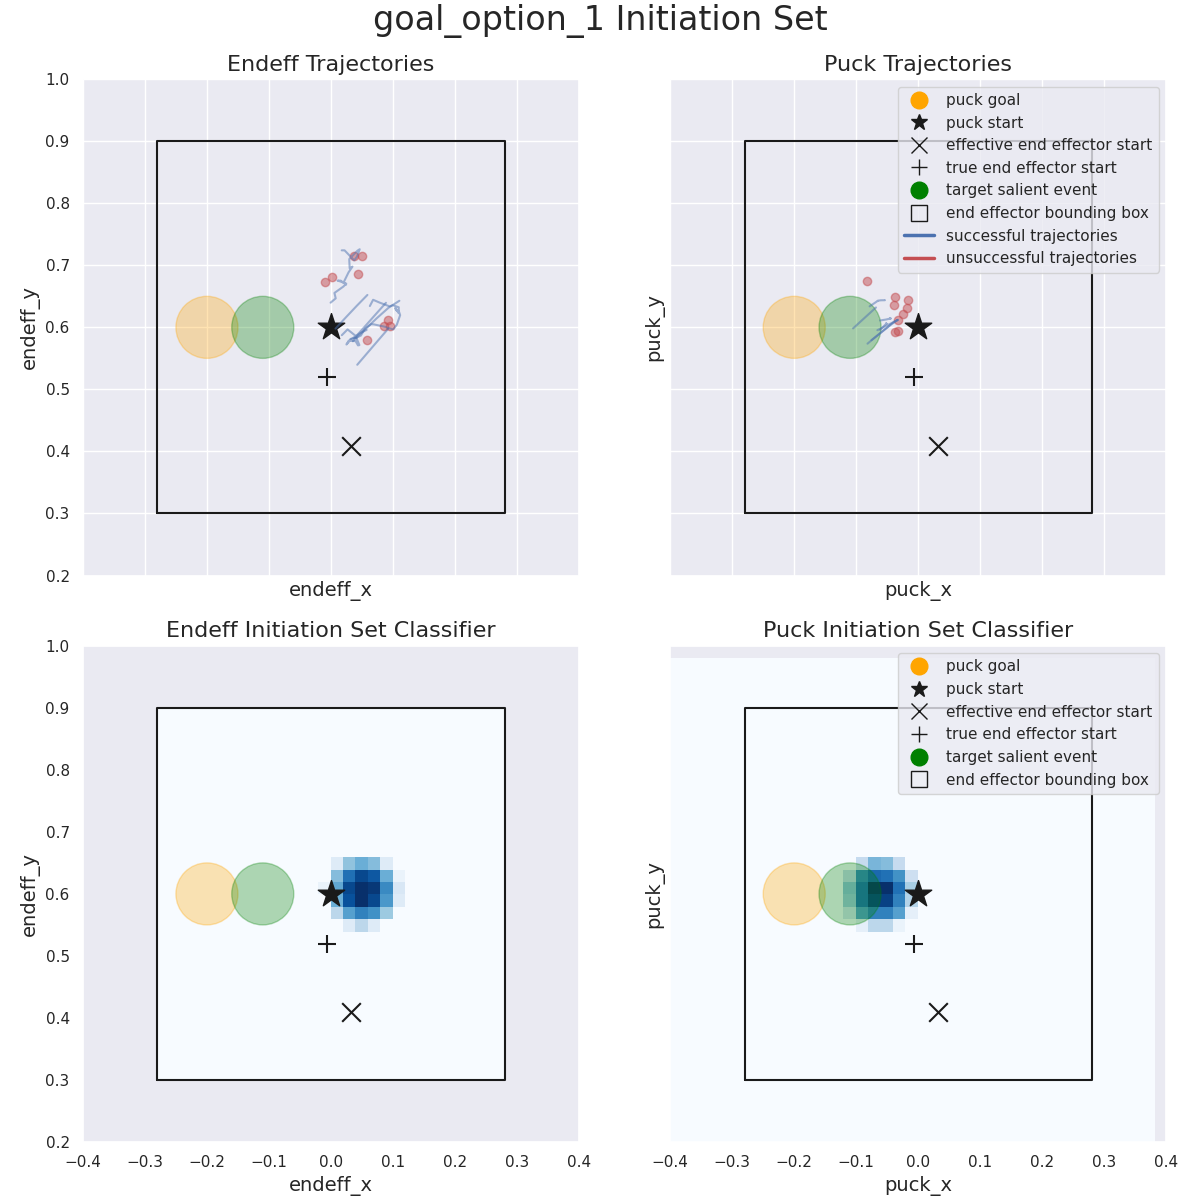 goal_option_1 Initiation Set
Endeff Trajectories
Puck Trajectories
1.0
0.9
0.8
0.7
0.6
0.5
0.4
0.3
0.2
endeff_y
endeff_x
puck_y
puck_x
puck goal
puck start
effective end effector start
true end effector start
target salient event
end effector bounding box
successful trajectories
unsuccessful trajectories
Endeff Initiation Set Classifier
Puck Initiation Set Classifier
1.0
0.9
0.8
0.7
0.6
0.5
0.4
0.3
0.2
endeff_y
-0.4 −0.3 −0.2 −0.1 0.0 0.1 0.2 0.3 0.4
endeff_x
puck_y
puck goal
puck start
effective end effector start
true end effector start
target salient event
end effector bounding box
−0.4 −0.3 −0.2 −0.1 0.0 0.1 0.2 0.3 0.4
puck_x